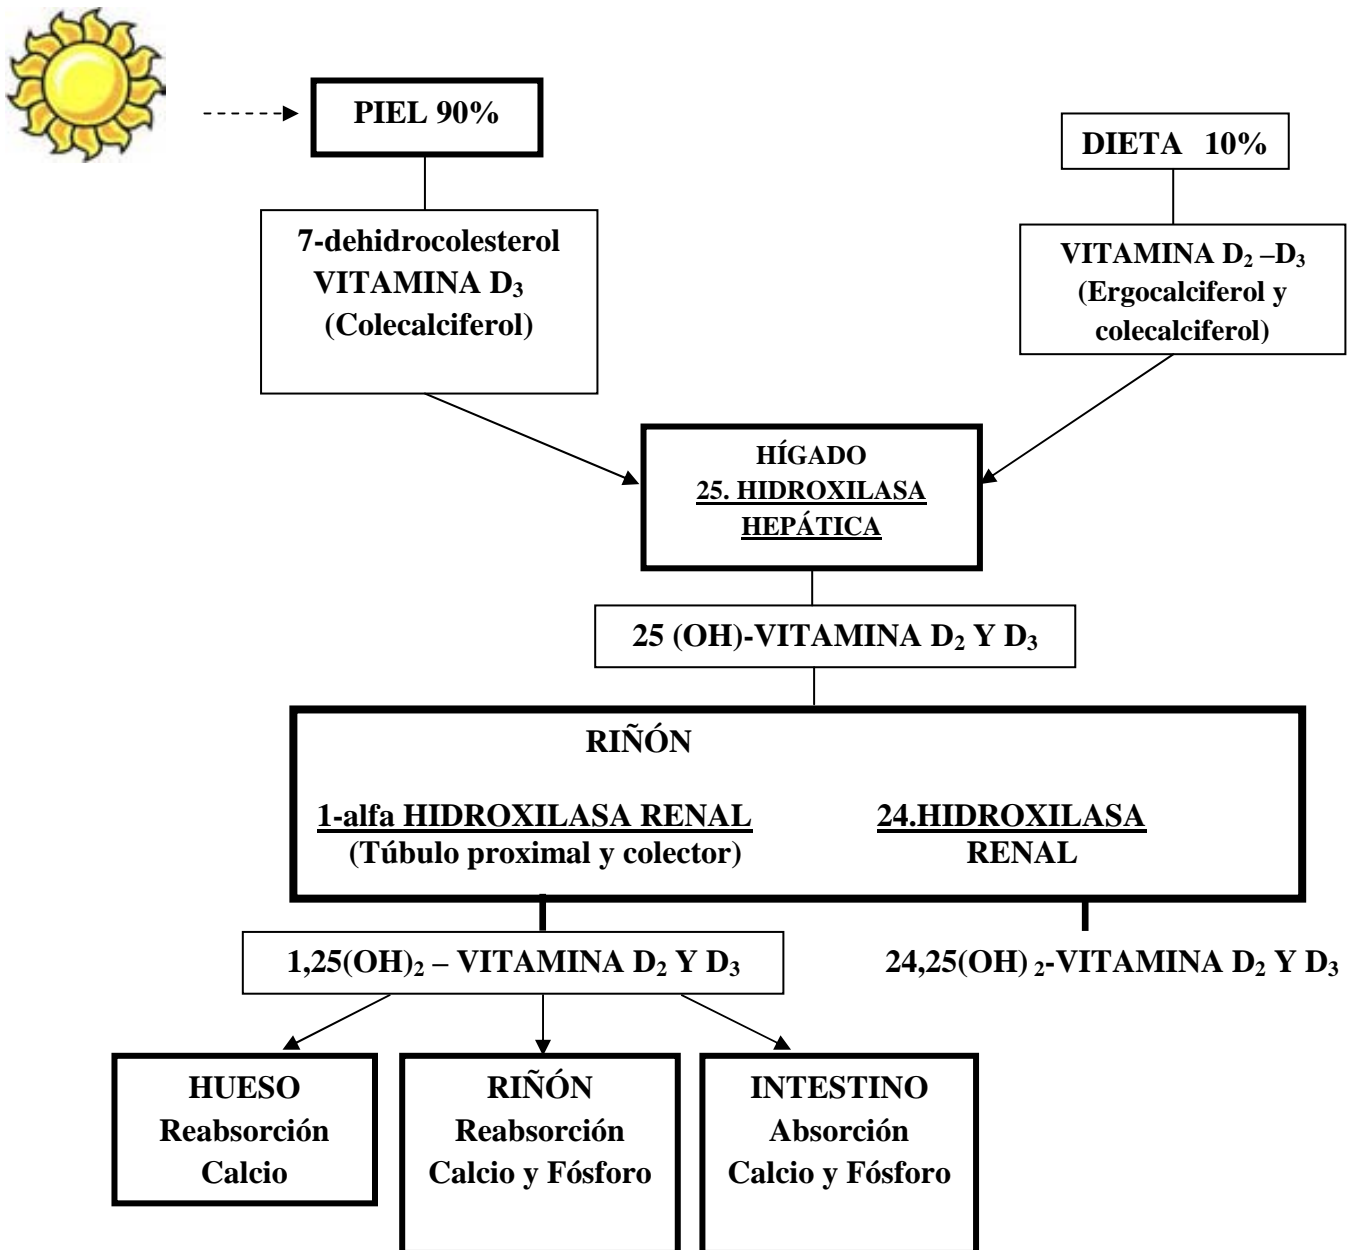 PIEL 90%
DIETA 10%
7-dehidrocolesterol
VITAMINA D₃
(Colecalciferol)
VITAMINA D₂ –D₃
(Ergocalciferol y
colecalciferol)
HÍGADO
25. HIDROXILASA
HEPÁTICA
25 (OH)-VITAMINA D₂ Y D₃
RIÑÓN
1-alfa HIDROXILASA RENAL
(Túbulo proximal y colector)
24.HIDROXILASA
RENAL
1,25(OH)₂ – VITAMINA D₂ Y D₃
24,25(OH) ₂-VITAMINA D₂ Y D₃
HUESO
Reabsorción
Calcio
RIÑÓN
Reabsorción
Calcio y Fósforo
INTESTINO
Absorción
Calcio y Fósforo